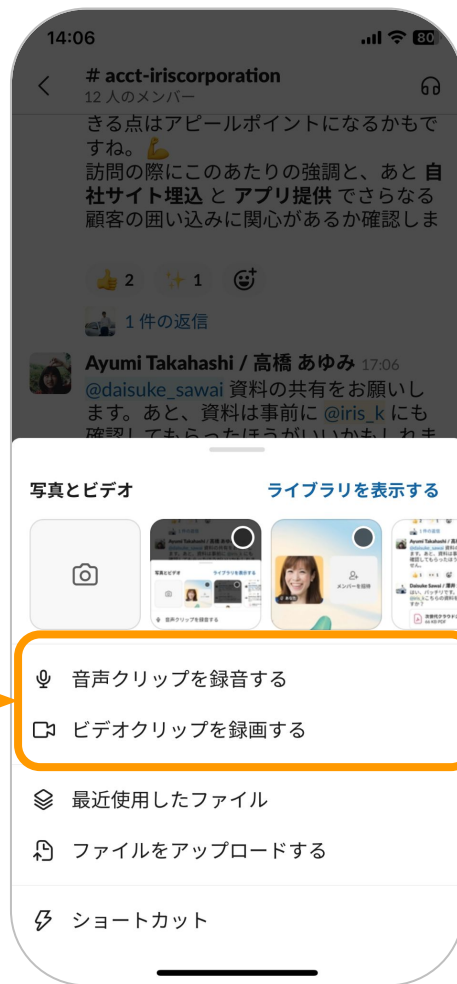 14:06
80
# acct-iriscorporation
12 人のメンバー
きる点はアピールポイントになるかもで
すね。💪
訪問の際にこのあたりの強調と、あと 自
社サイト埋込 と アプリ提供 でさらなる
顧客の囲い込みに関心があるか確認しま
👍 2 ✨ 1
1 件の返信
Ayumi Takahashi / 高橋 あゆみ 17:06
@daisuke_sawai 資料の共有をお願いし
ます。あと、資料は事前に @iris_k にも
確認してもらったほうがいいかもしれま
写真とビデオ
ライブラリを表示する
メンバーを招待
音声クリップを録音する
ビデオクリップを録画する
最近使用したファイル
ファイルをアップロードする
ショートカット